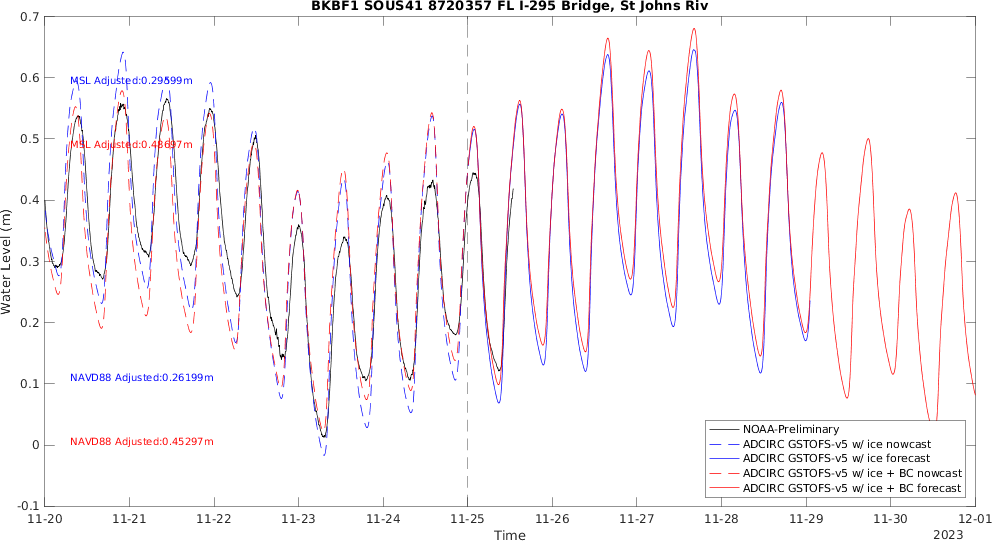 BKBF1 SOUS41 8720357 FL I-295 Bridge, St Johns Riv
0.7
0.6
0.5
0.4
0.3
0.2
0.1
0
-0.1
Water Level (m)
MSL Adjusted:0.29599m
MSL Adjusted:0.48697m
NAVD88 Adjusted:0.26199m
NAVD88 Adjusted:0.45297m
NOAA-Preliminary
ADCIRC GSTOFS-v5 w/ ice nowcast
ADCIRC GSTOFS-v5 w/ ice forecast
ADCIRC GSTOFS-v5 w/ ice + BC nowcast
ADCIRC GSTOFS-v5 w/ ice + BC forecast
11-20 11-21 11-22 11-23 11-24 11-25 11-26 11-27 11-28 11-29 11-30 12-01
Time
2023